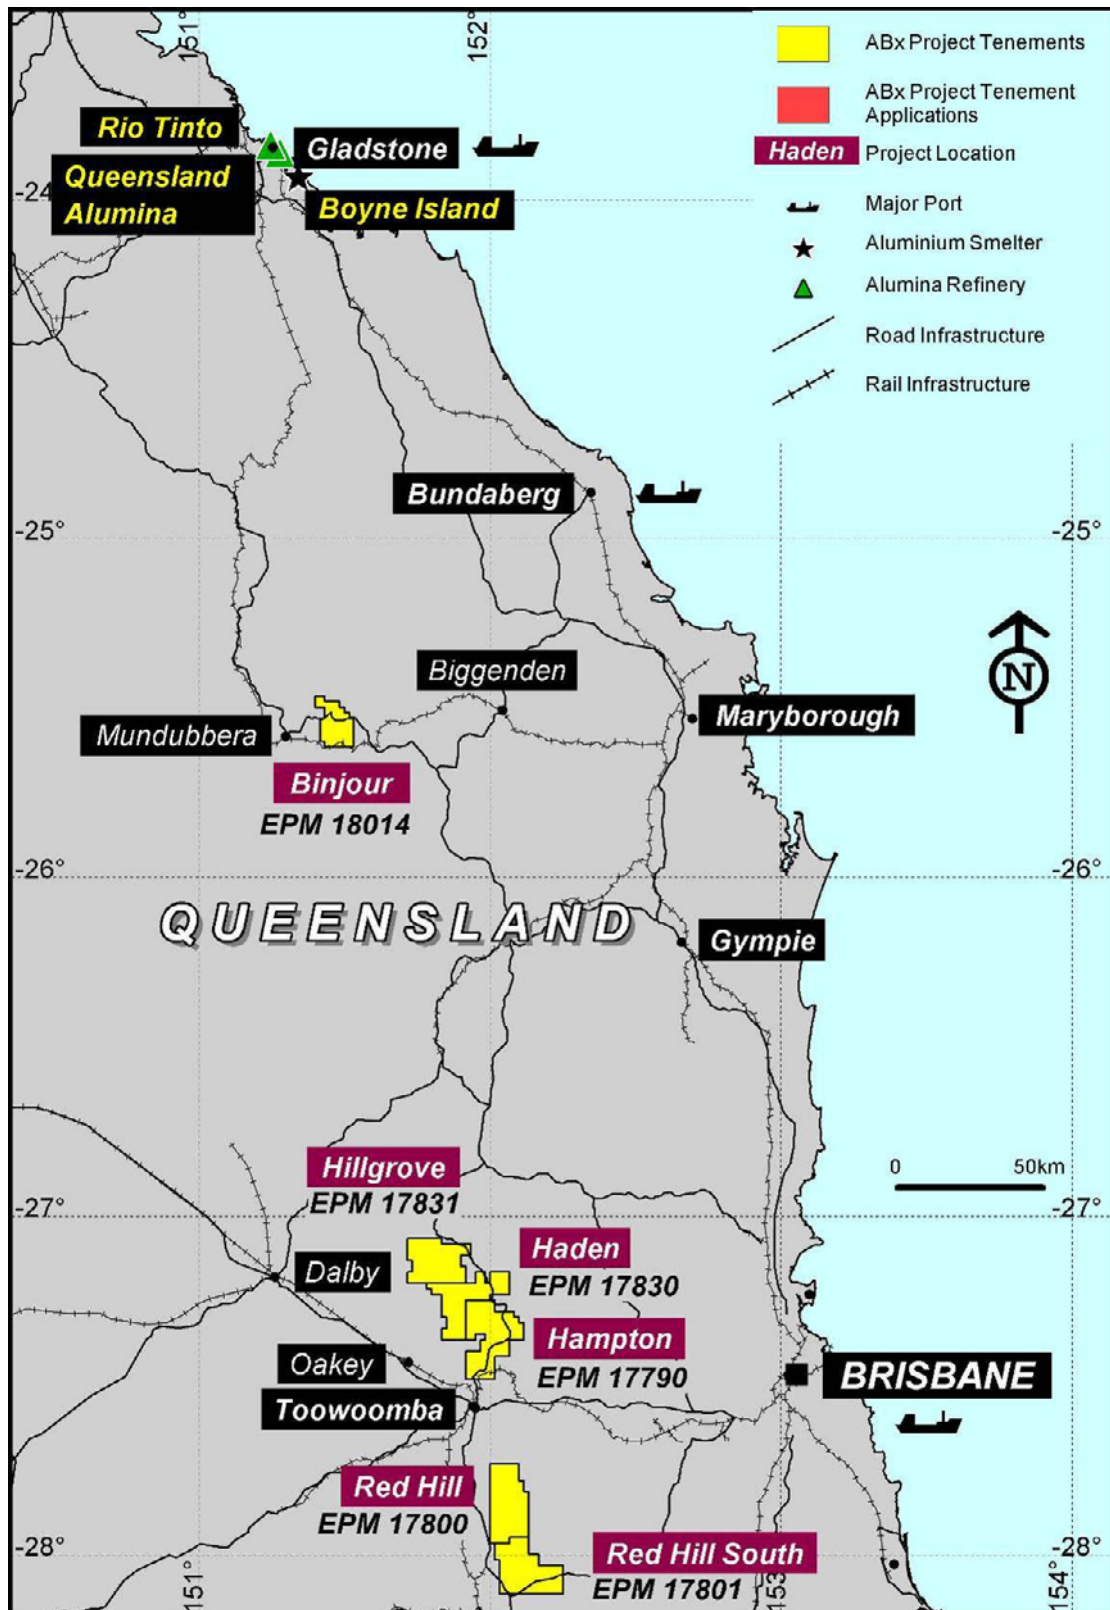 151°
152°
ABx Project Tenements
ABx Project Tenement
Applications
Haden
Project Location
Major Port
Aluminium Smelter
Alumina Refinery
Road Infrastructure
Rail Infrastructure
Rio Tinto
Gladstone
Queensland
Alumina
Boyne Island
-24°
Bundaberg
-25°
-25°
Biggenden
N
Maryborough
Mundubbera
Binjour
EPM 18014
-26°
-26°
QUEENSLAND
Gympie
Hillgrove
EPM 17831
0 50km
-27°
-27°
Haden
EPM 17830
Dalby
Hampton
EPM 17790
Oakey
BRISBANE
Toowoomba
Red Hill
EPM 17800
Red Hill South
EPM 17801
-28°
-28°
151°
153°
154°